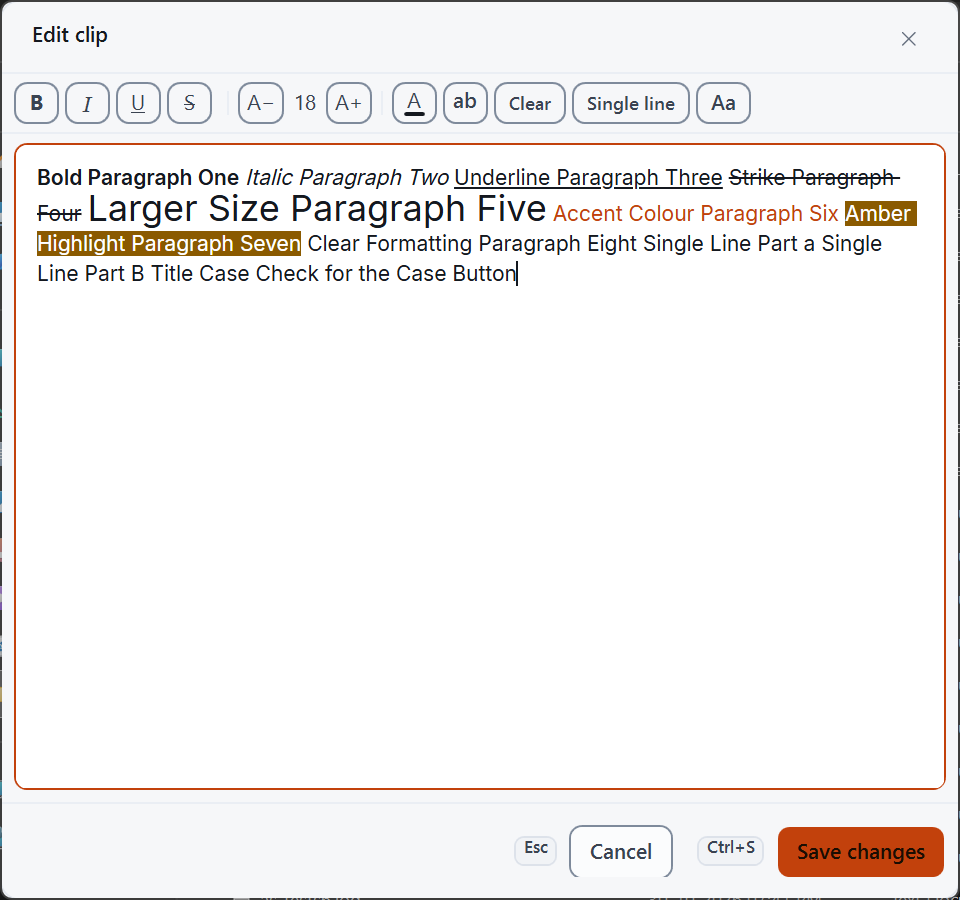 Edit clip
B I U S A− 18 A+ A ab Clear Single line Aa
Bold Paragraph One Italic Paragraph Two Underline Paragraph Three Strike Paragraph
Four Larger Size Paragraph Five Accent Colour Paragraph Six Amber
Highlight Paragraph Seven Clear Formatting Paragraph Eight Single Line Part a Single
Line Part B Title Case Check for the Case Button
Esc Cancel Ctrl+S Save changes